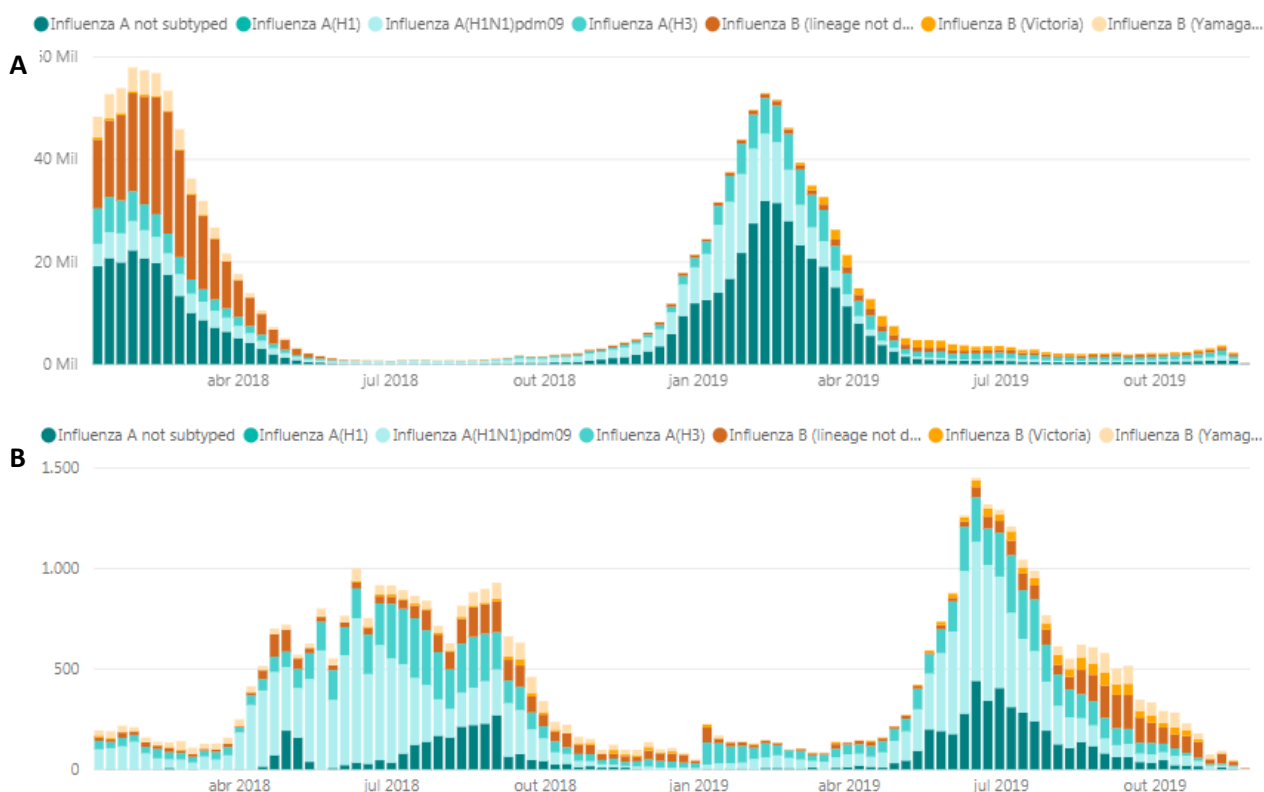 Influenza A not subtyped Influenza A(H1) Influenza A(H1N1)pdm09 Influenza A(H3) Influenza B (lineage not d... Influenza B (Victoria) Influenza B (Yamaga...
A
60 Mil
40 Mil
20 Mil
0 Mil
abr 2018 jul 2018 out 2018 jan 2019 abr 2019 jul 2019 out 2019
Influenza A not subtyped Influenza A(H1) Influenza A(H1N1)pdm09 Influenza A(H3) Influenza B (lineage not d... Influenza B (Victoria) Influenza B (Yamag...
B
1.500
1.000
500
0
abr 2018 jul 2018 out 2018 jan 2019 abr 2019 jul 2019 out 2019